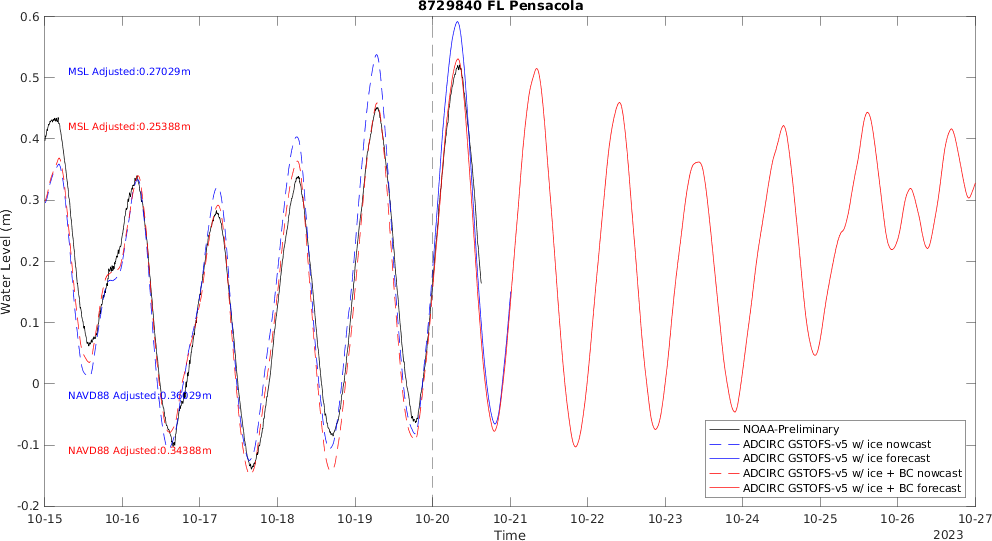 8729840 FL Pensacola
0.6
0.5
0.4
0.3
0.2
0.1
0
-0.1
-0.2
Water Level (m)
MSL Adjusted:0.27029m
MSL Adjusted:0.25388m
NAVD88 Adjusted:0.36029m
NAVD88 Adjusted:0.34388m
NOAA-Preliminary
ADCIRC GSTOFS-v5 w/ ice nowcast
ADCIRC GSTOFS-v5 w/ ice forecast
ADCIRC GSTOFS-v5 w/ ice + BC nowcast
ADCIRC GSTOFS-v5 w/ ice + BC forecast
10-15 10-16 10-17 10-18 10-19 10-20 10-21 10-22 10-23 10-24 10-25 10-26 10-27
Time
2023